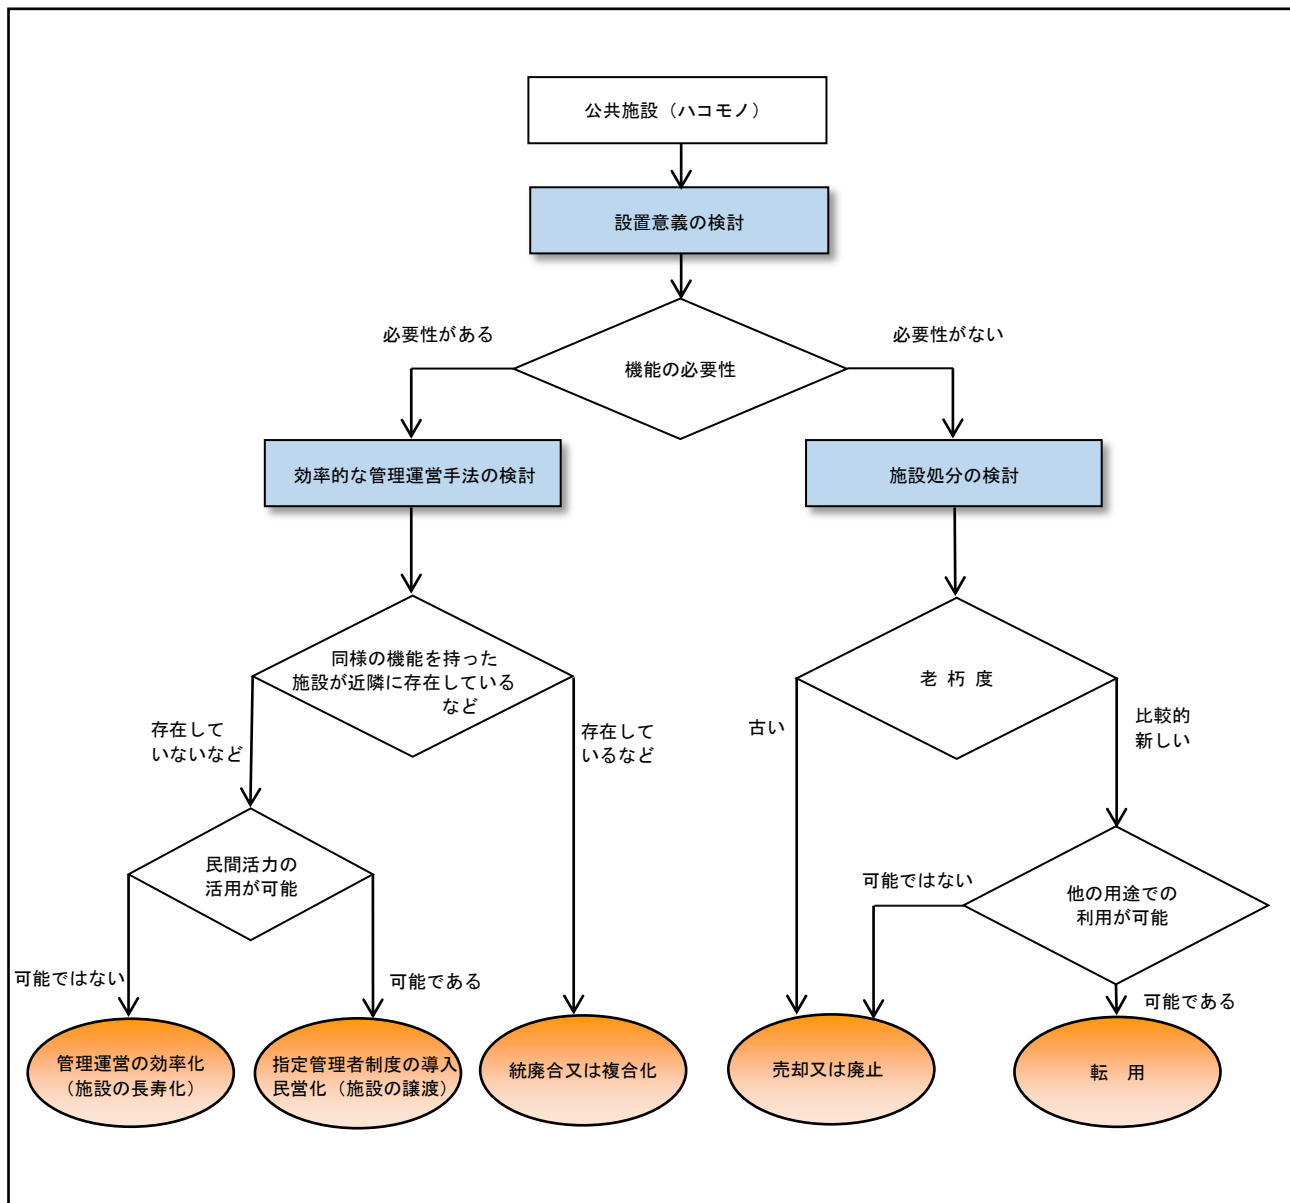 公共施設（ハコモノ）
設置意義の検討
必要性がある
必要性がない
機能の必要性
効率的な管理運営手法の検討
施設処分の検討
同様の機能を持った
施設が近隣に存在している
など
老 朽 度
存在して
いないなど
存在して
いるなど
古い
比較的
新しい
民間活力の
活用が可能
可能ではない
他の用途での
利用が可能
可能ではない
可能である
可能である
管理運営の効率化
（施設の長寿化）
指定管理者制度の導入
民営化（施設の譲渡）
統廃合又は複合化
売却又は廃止
転　用